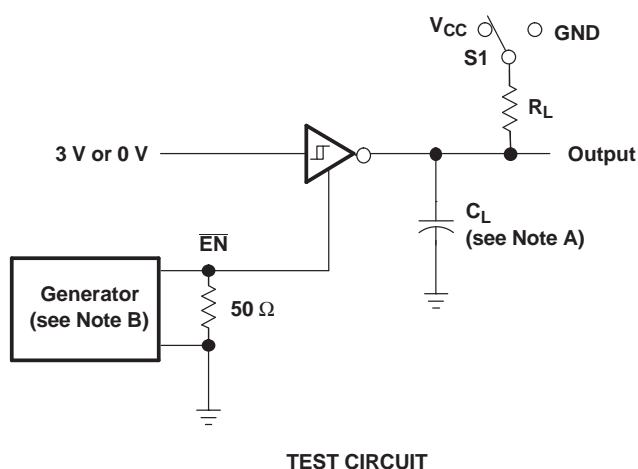 VCC GND
S1
RL
3 V or 0 V Output
CL
(see Note A)
EN
Generator
(see Note B)
50 Ω
TEST CIRCUIT